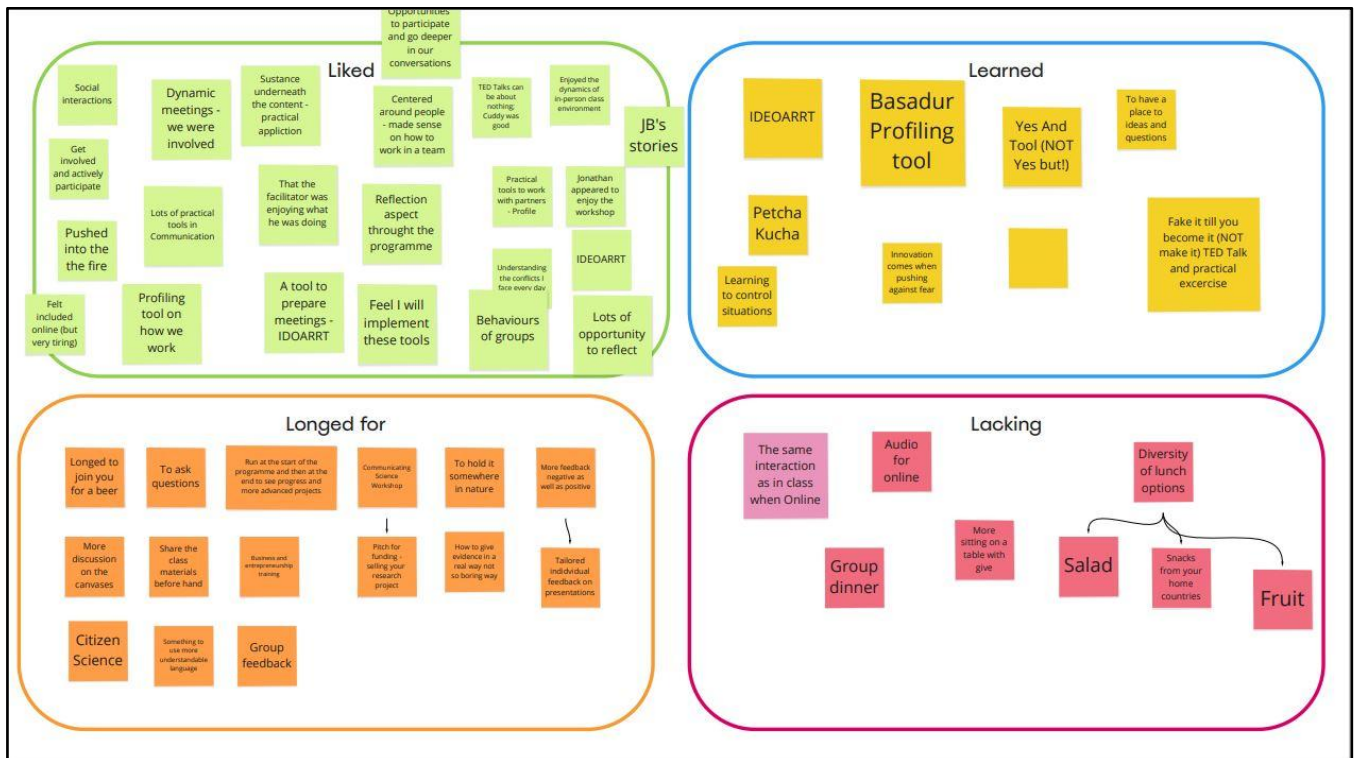 Liked
Opportunities
to participate
and go deeper
in our
conversations
Social
interactions
Dynamic
meetings -
we were
involved
Sustance
underneath
the content -
practical
appliction
Centered
around people
- made sense
on how to
work in a team
TED Talks can
be about
nothing;
Cuddy was
good
Enjoyed the
dynamics of
in-person class
environment
JB's
stories
Get
involved
and actively
participate
Lots of practical
tools in
Communication
That the
facilitator was
enjoying what
he was doing
Reflection
aspect
throught the
programme
Practical
tools to work
with partners
- Profile
Jonathan
appeared to
enjoy the
workshop
Pushed
into the
the fire
Understanding
the conflicts I
face every day
IDEOARRT
Felt
included
online (but
very tiring)
Profiling
tool on
how we
work
A tool to
prepare
meetings -
IDOARRT
Feel I will
implement
these tools
Behaviours
of groups
Lots of
opportunity
to reflect
Learned
IDEOARRT
Basadur
Profiling
tool
Yes And
Tool (NOT
Yes but!)
To have a
place to
ideas and
questions
Petcha
Kucha
Innovation
comes when
pushing
against fear
Fake it till you
become it (NOT
make it) TED Talk
and practical
excercise
Learning
to control
situations
Longed for
Longed to
join you
for a beer
To ask
questions
Run at the start of the
programme and then at the
end to see progress and
more advanced projects
Communicating
Science
Workshop
To hold it
somewhere
in nature
More feedback
negative as
well as positive
More
discussion
on the
canvases
Share the
class
materials
before hand
Business and
entrepreneurship
training
Pitch for
funding -
selling your
research
project
How to give
evidence in a
real way not
so boring way
Tailored
individual
feedback on
presentations
Citizen
Science
Something to
use more
understandable
language
Group
feedback
Lacking
The same
interaction
as in class
when Online
Audio
for
online
Diversity
of lunch
options
Group
dinner
More
sitting on a
table with
give
Salad
Snacks
from your
home
countries
Fruit